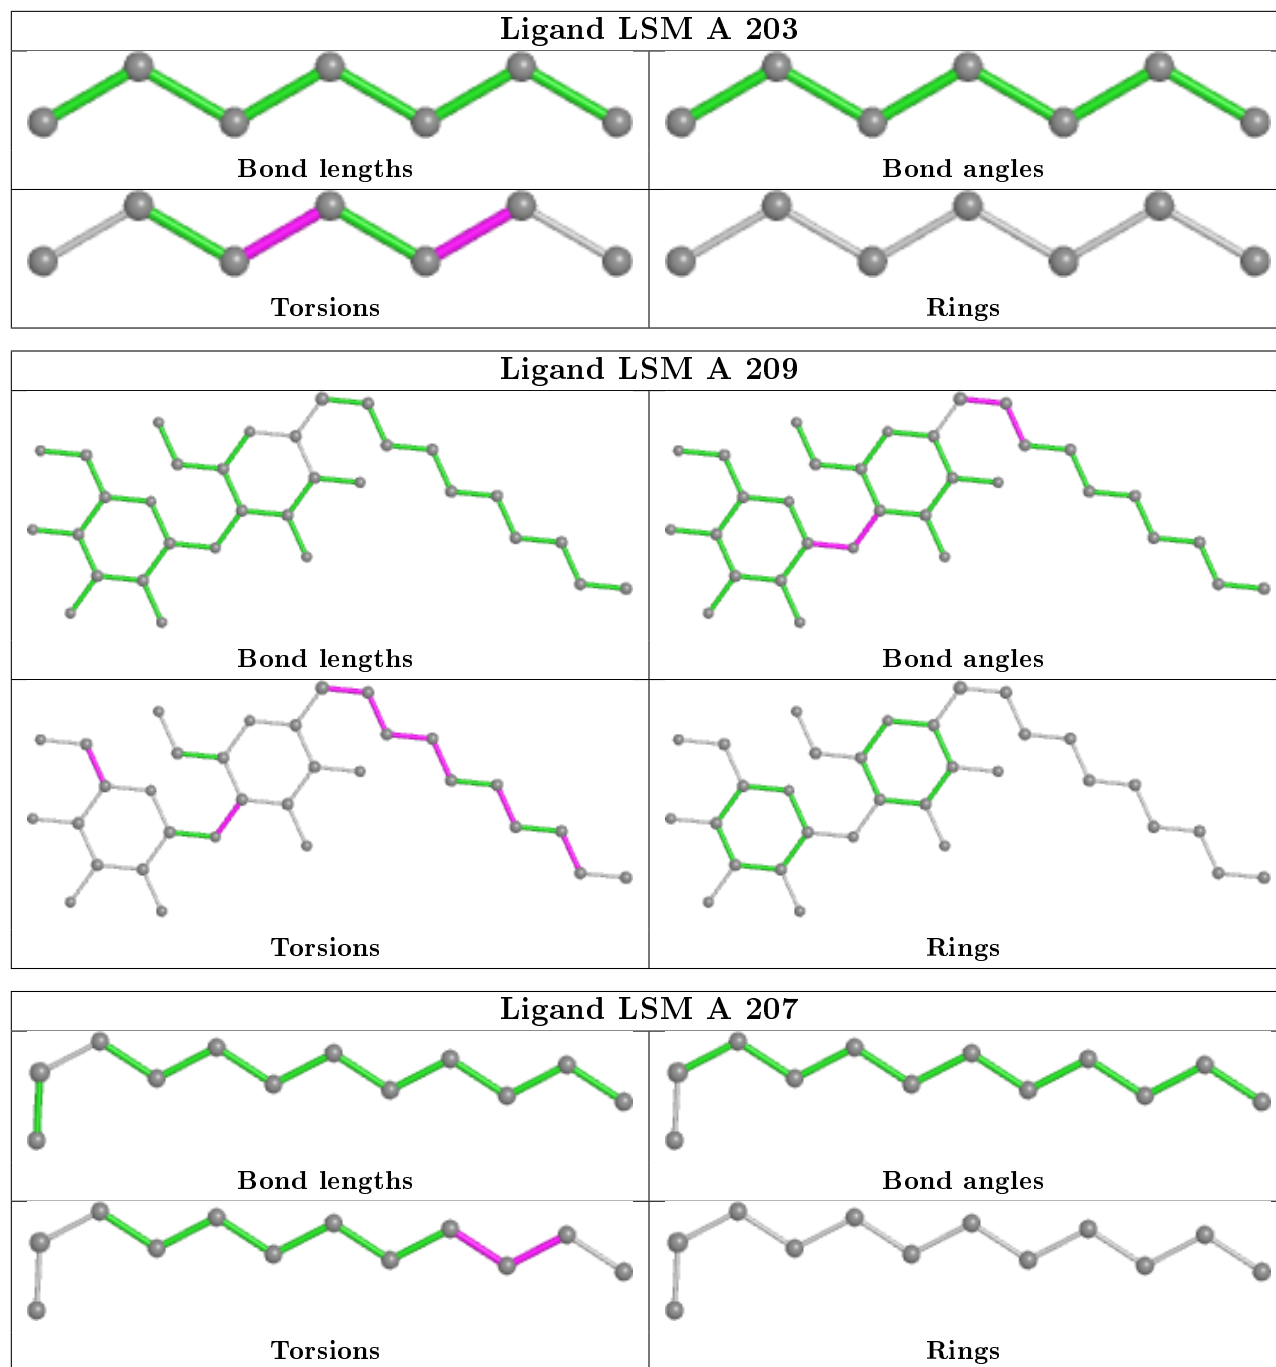 Ligand LSM A 203
Bond lengths
Bond angles
Torsions
Rings
Ligand LSM A 209
Bond lengths
Bond angles
Torsions
Rings
Ligand LSM A 207
Bond lengths
Bond angles
Torsions
Rings